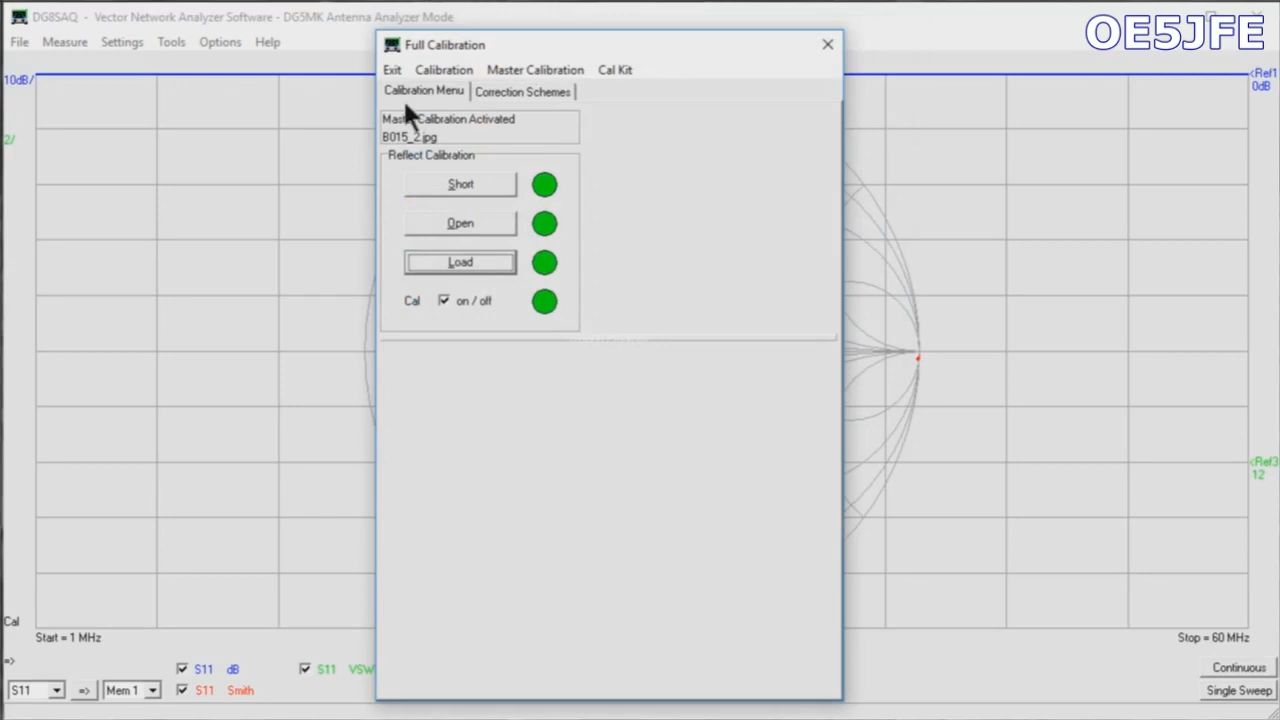 DG8SAQ - Vector Network Analyzer Software - DG5MK Antenna Analyzer Mode
OE5JFE
File Measure Settings Tools Options Help
Full Calibration
Exit Calibration Master Calibration Cal Kit
Calibration Menu Correction Schemes
Calibration Activated
B015_2.jpg
Reflect Calibration
Short
Open
Load
Cal on / off
10dB/
2/
<Ref1
0dB
<Ref3
12
Cal
Start = 1 MHz
Stop = 60 MHz
=>
S11 dB
S11 VSW
Continuous
S11 => Mem 1
S11 Smith
Single Sweep